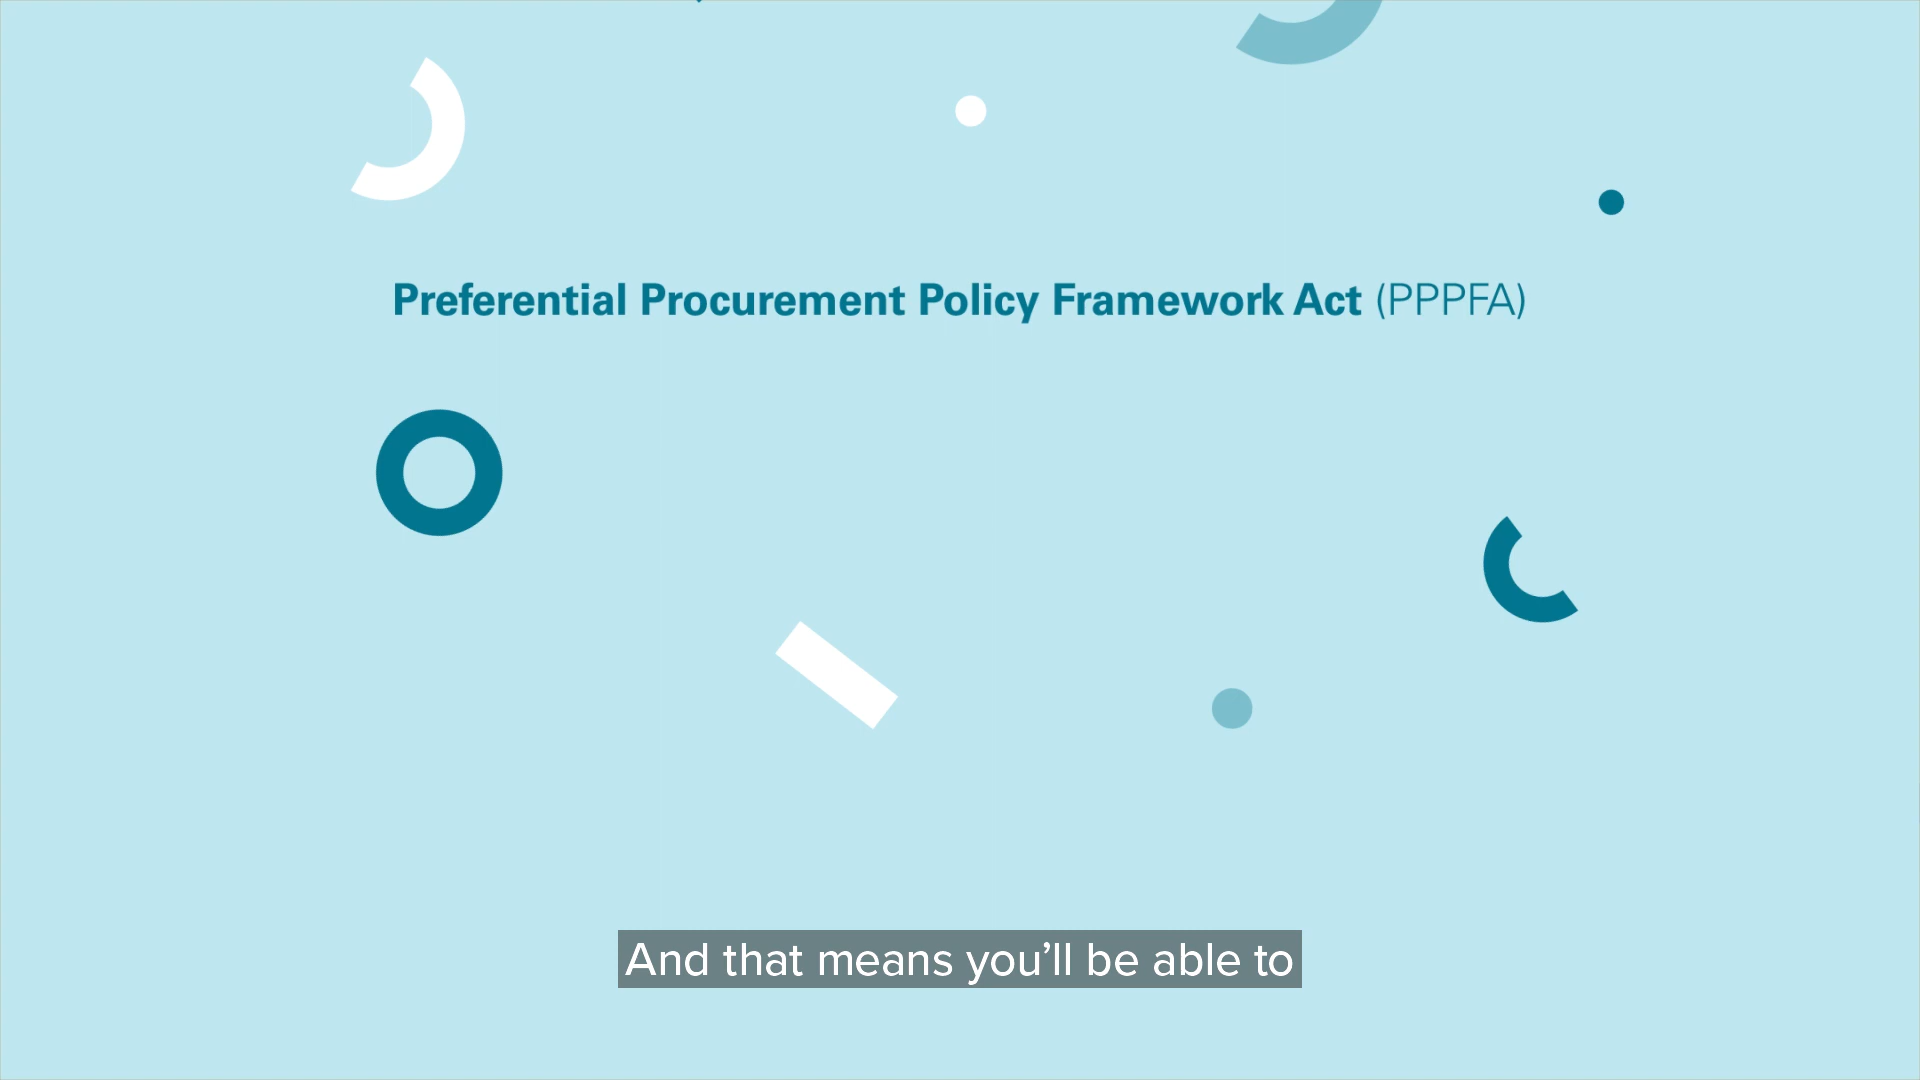 Preferential Procurement Policy Framework Act (PPPFA)
And that means you’ll be able to